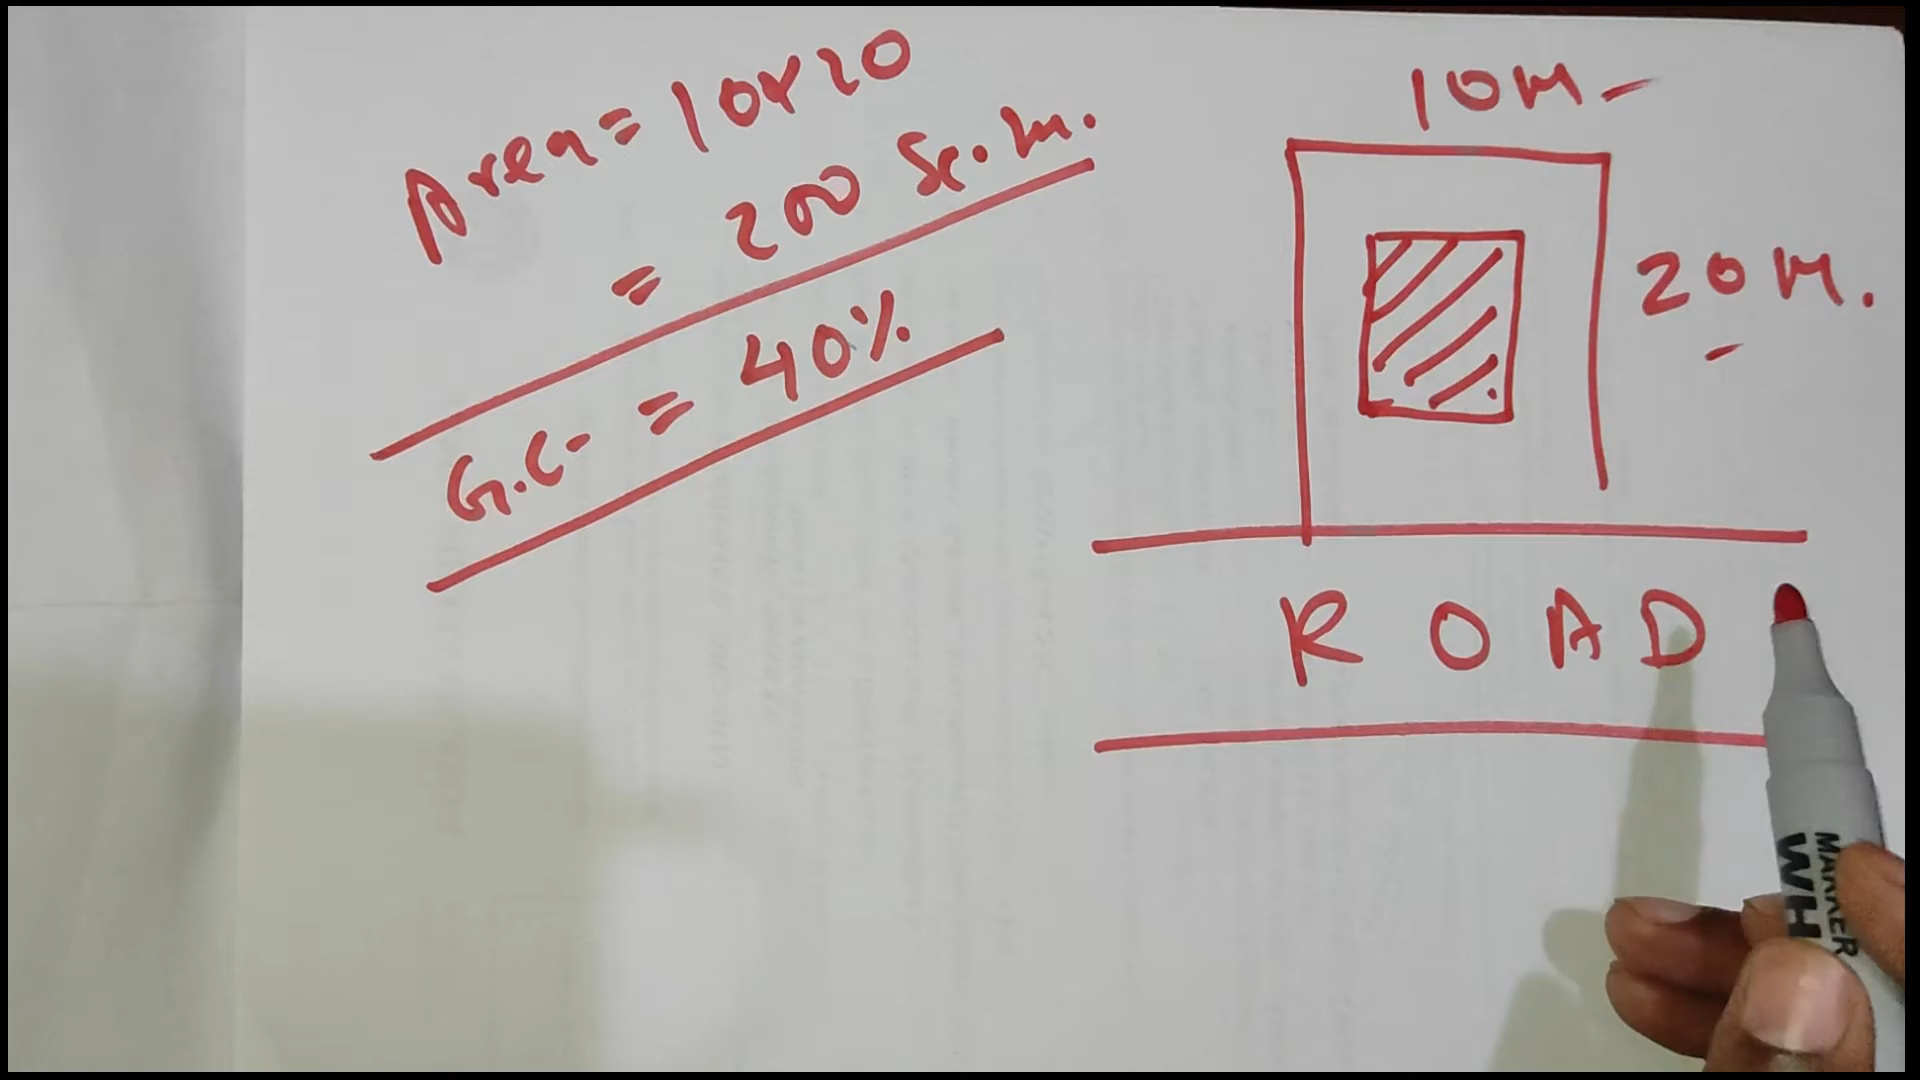 Area = 10x20
= 200 Sq.m.
G.C. = 40%
10M
20M.
ROAD
MARKER
WH